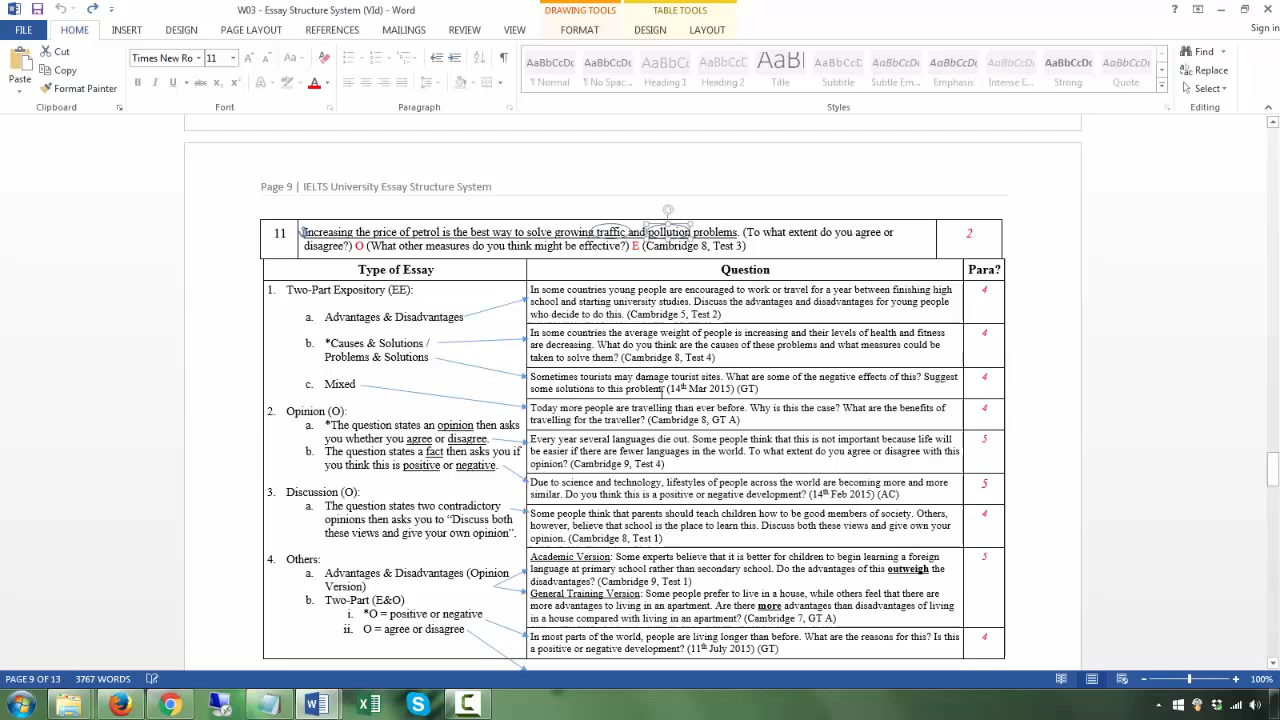 W03 - Essay Structure System (Vld) - Word
DRAWING TOOLS
TABLE TOOLS
Sign in
FILE HOME INSERT DESIGN PAGE LAYOUT REFERENCES MAILINGS REVIEW VIEW FORMAT DESIGN LAYOUT
Paste
Cut
Copy
Format Painter
Clipboard
Times New Ro 11
Font
Paragraph
AaBbCcDc AaBbCcDc AaBbCc AaBbCcD AaBl AaBbCcDd AaBbCcDd AaBbCcDd AaBbCcDd AaBbCcDd AaBbCcDd
¶ Normal ¶ No Spac... Heading 1 Heading 2 Title Subtitle Subtle Em... Emphasis Intense E... Strong Quote
Styles
Find
Replace
Select
Editing
Page 9 | IELTS University Essay Structure System
11
Increasing the price of petrol is the best way to solve growing traffic and pollution problems. (To what extent do you agree or
disagree?) O (What other measures do you think might be effective?) E (Cambridge 8, Test 3)
2
Type of Essay
Question
Para?
1. Two-Part Expository (EE):
a. Advantages & Disadvantages
b. *Causes & Solutions /
Problems & Solutions
c. Mixed
2. Opinion (O):
a. *The question states an opinion then asks
you whether you agree or disagree.
b. The question states a fact then asks you if
you think this is positive or negative.
3. Discussion (O):
a. The question states two contradictory
opinions then asks you to “Discuss both
these views and give your own opinion”.
4. Others:
a. Advantages & Disadvantages (Opinion
Version)
b. Two-Part (E&O)
i. *O = positive or negative
ii. O = agree or disagree
In some countries young people are encouraged to work or travel for a year between finishing high
school and starting university studies. Discuss the advantages and disadvantages for young people
who decide to do this. (Cambridge 5, Test 2)
4
In some countries the average weight of people is increasing and their levels of health and fitness
are decreasing. What do you think are the causes of these problems and what measures could be
taken to solve them? (Cambridge 8, Test 4)
4
Sometimes tourists may damage tourist sites. What are some of the negative effects of this? Suggest
some solutions to this problem. (14th Mar 2015) (GT)
4
Today more people are travelling than ever before. Why is this the case? What are the benefits of
travelling for the traveller? (Cambridge 8, GT A)
4
Every year several languages die out. Some people think that this is not important because life will
be easier if there are fewer languages in the world. To what extent do you agree or disagree with this
opinion? (Cambridge 9, Test 4)
5
Due to science and technology, lifestyles of people across the world are becoming more and more
similar. Do you think this is a positive or negative development? (14th Feb 2015) (AC)
5
Some people think that parents should teach children how to be good members of society. Others,
however, believe that school is the place to learn this. Discuss both these views and give own your
opinion. (Cambridge 8, Test 1)
4
Academic Version: Some experts believe that it is better for children to begin learning a foreign
language at primary school rather than secondary school. Do the advantages of this outweigh the
disadvantages? (Cambridge 9, Test 1)
General Training Version: Some people prefer to live in a house, while others feel that there are
more advantages to living in an apartment. Are there more advantages than disadvantages of living
in a house compared with living in an apartment? (Cambridge 7, GT A)
5
In most parts of the world, people are living longer than before. What are the reasons for this? Is this
a positive or negative development? (11th July 2015) (GT)
4
PAGE 9 OF 13 3767 WORDS
100%